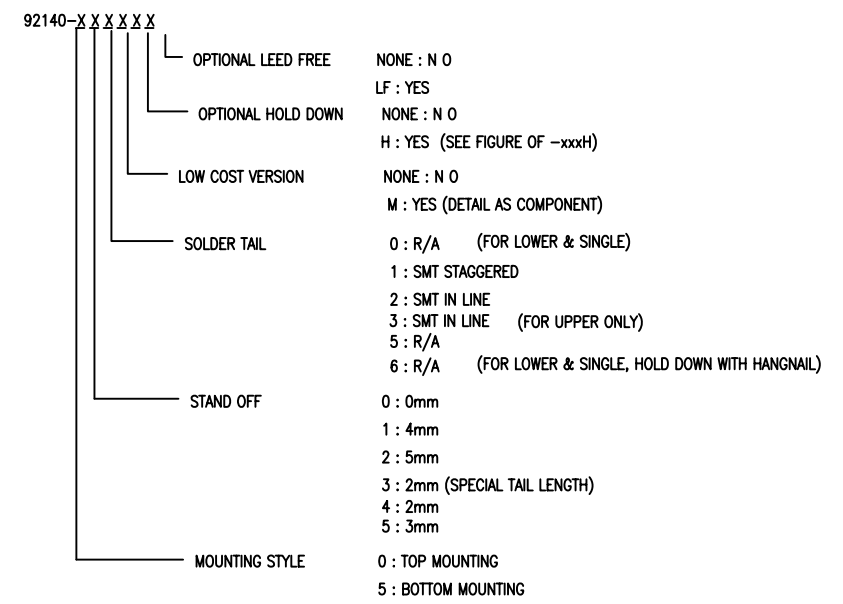 92140-X X X X X X
OPTIONAL LEED FREE NONE : N O
LF : YES
OPTIONAL HOLD DOWN NONE : N O
H : YES (SEE FIGURE OF -xxxH)
LOW COST VERSION NONE : N O
M : YES (DETAIL AS COMPONENT)
SOLDER TAIL 0 : R/A (FOR LOWER & SINGLE)
1 : SMT STAGGERED
2 : SMT IN LINE
3 : SMT IN LINE (FOR UPPER ONLY)
5 : R/A
6 : R/A (FOR LOWER & SINGLE, HOLD DOWN WITH HANGNAIL)
STAND OFF 0 : 0mm
1 : 4mm
2 : 5mm
3 : 2mm (SPECIAL TAIL LENGTH)
4 : 2mm
5 : 3mm
MOUNTING STYLE 0 : TOP MOUNTING
5 : BOTTOM MOUNTING